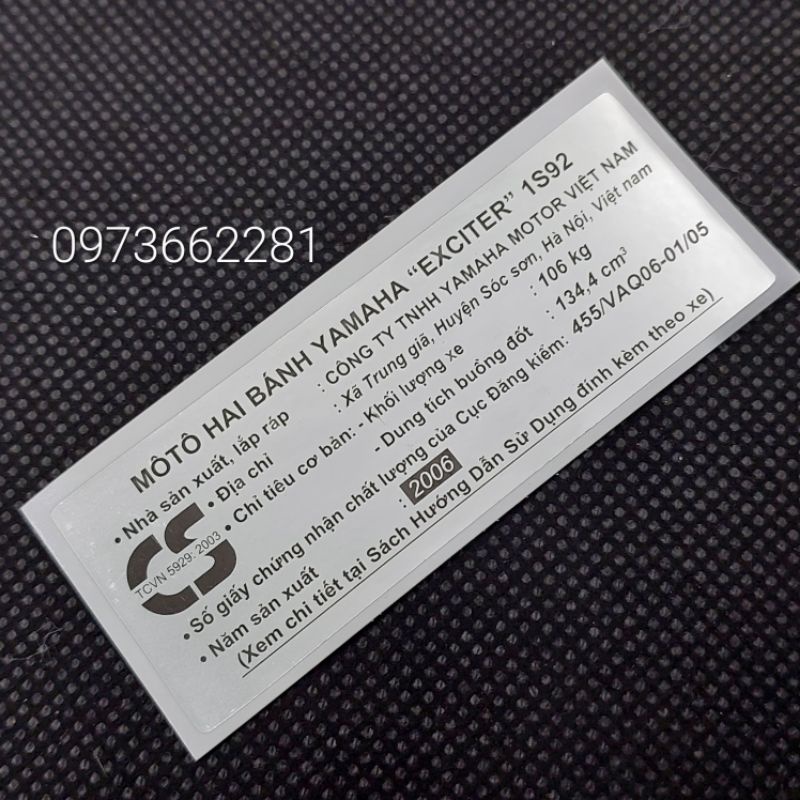 0973662281
MÔTÔ HAI BÁNH YAMAHA “EXCITER” 1S92
• Nhà sản xuất, lắp ráp : CÔNG TY TNHH YAMAHA MOTOR VIỆT NAM
• Địa chỉ : Xã Trung giã, Huyện Sóc sơn, Hà Nội, Việt nam
• Chỉ tiêu cơ bản: - Khối lượng xe : 106 kg
- Dung tích buồng đốt : 134,4 cm³
CS
TCVN 5929: 2003
• Số giấy chứng nhận chất lượng của Cục Đăng kiểm: 455/VAQ06-01/05
• Năm sản xuất : 2006
(Xem chi tiết tại Sách Hướng Dẫn Sử Dụng đính kèm theo xe)